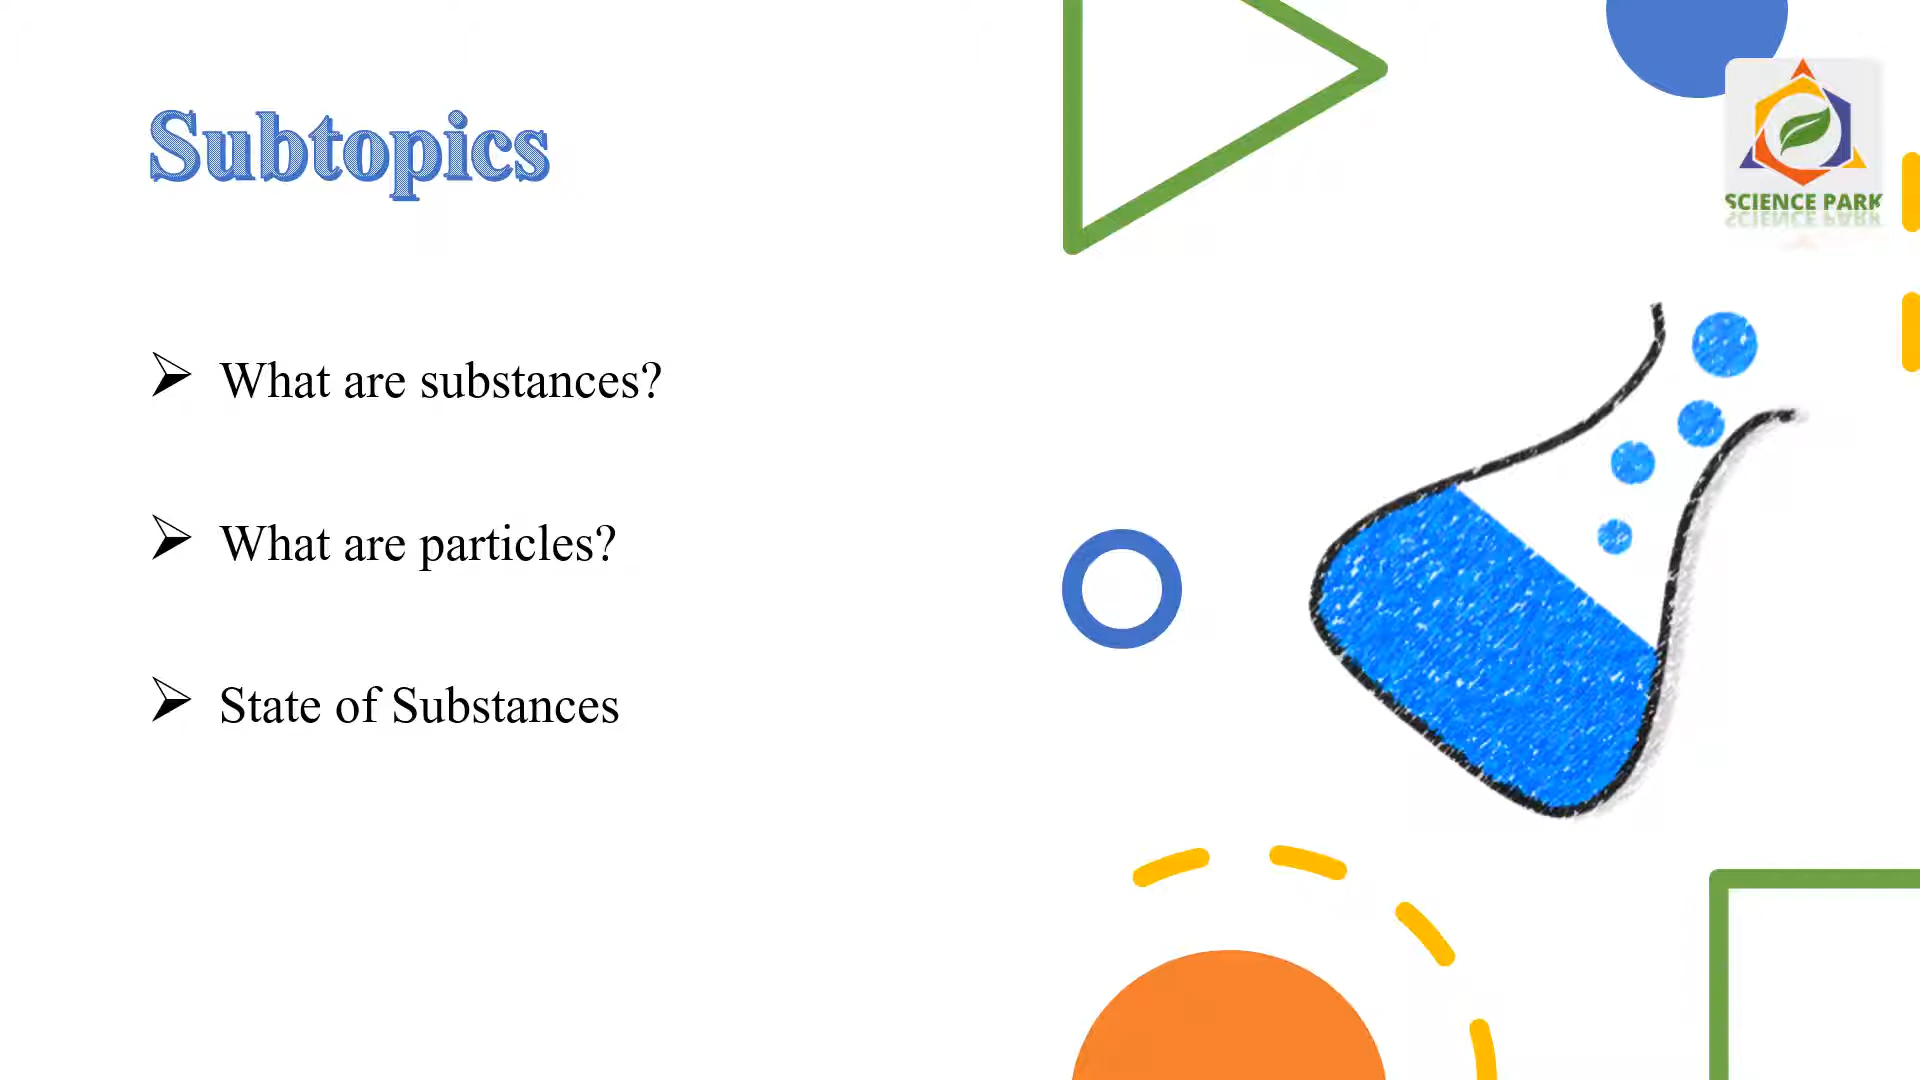 Subtopics
SCIENCE PARK
What are substances?
What are particles?
State of Substances